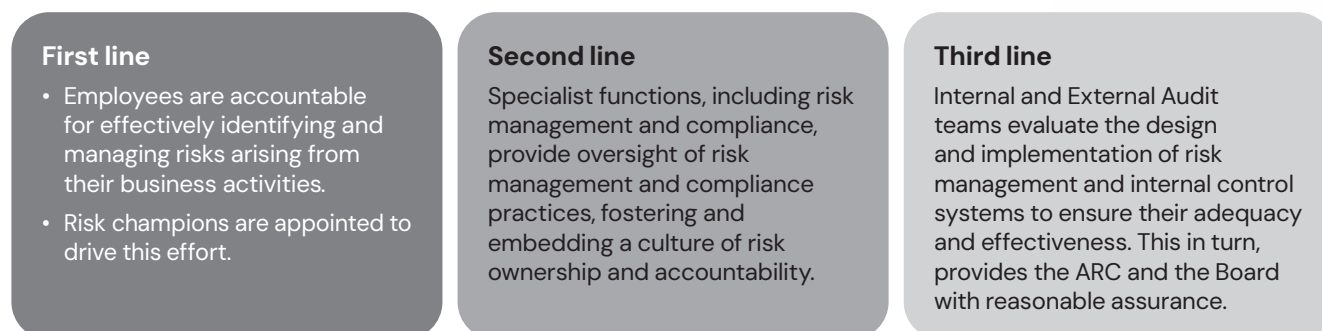 First line
• Employees are accountable
for effectively identifying and
managing risks arising from
their business activities.
• Risk champions are appointed to
drive this effort.
Second line
Specialist functions, including risk
management and compliance,
provide oversight of risk
management and compliance
practices, fostering and
embedding a culture of risk
ownership and accountability.
Third line
Internal and External Audit
teams evaluate the design
and implementation of risk
management and internal control
systems to ensure their adequacy
and effectiveness. This in turn,
provides the ARC and the Board
with reasonable assurance.